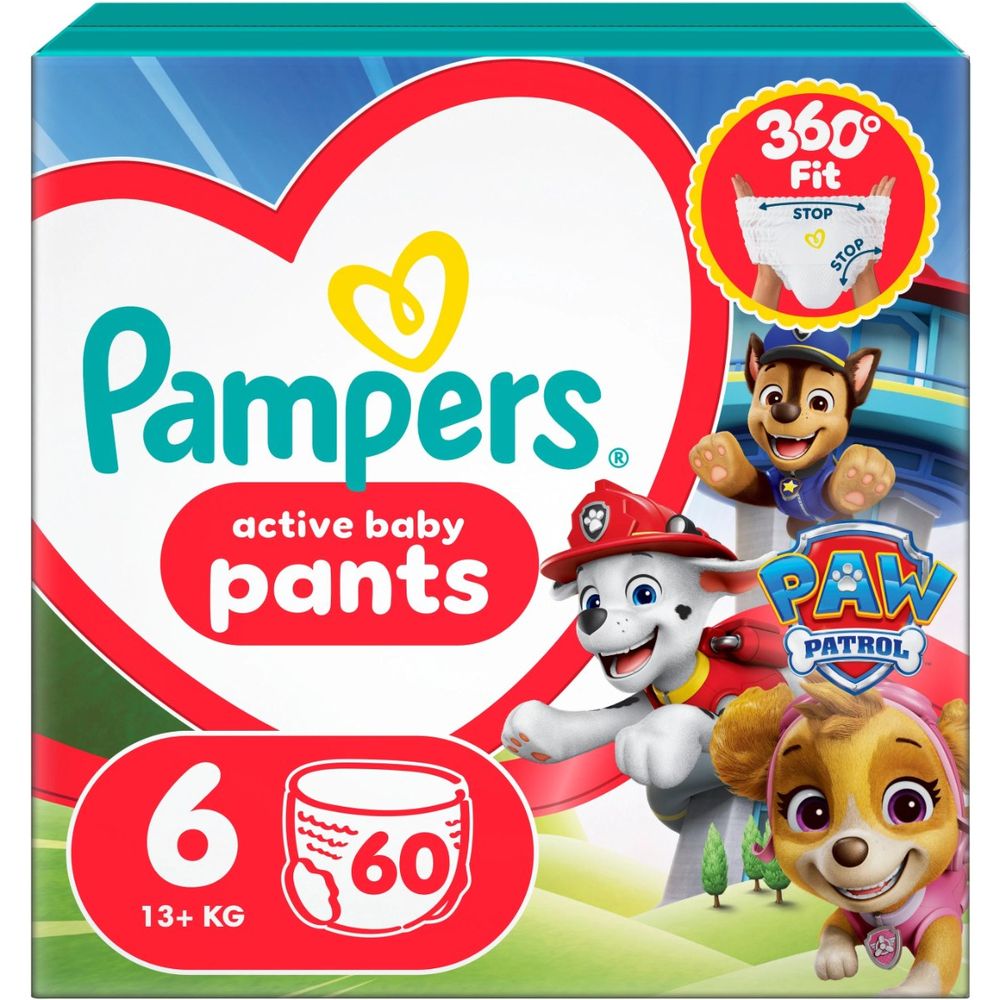 360°
Fit
STOP
STOP
Pampers®
active baby
pants
PAW
PATROL
6
13+ KG
60